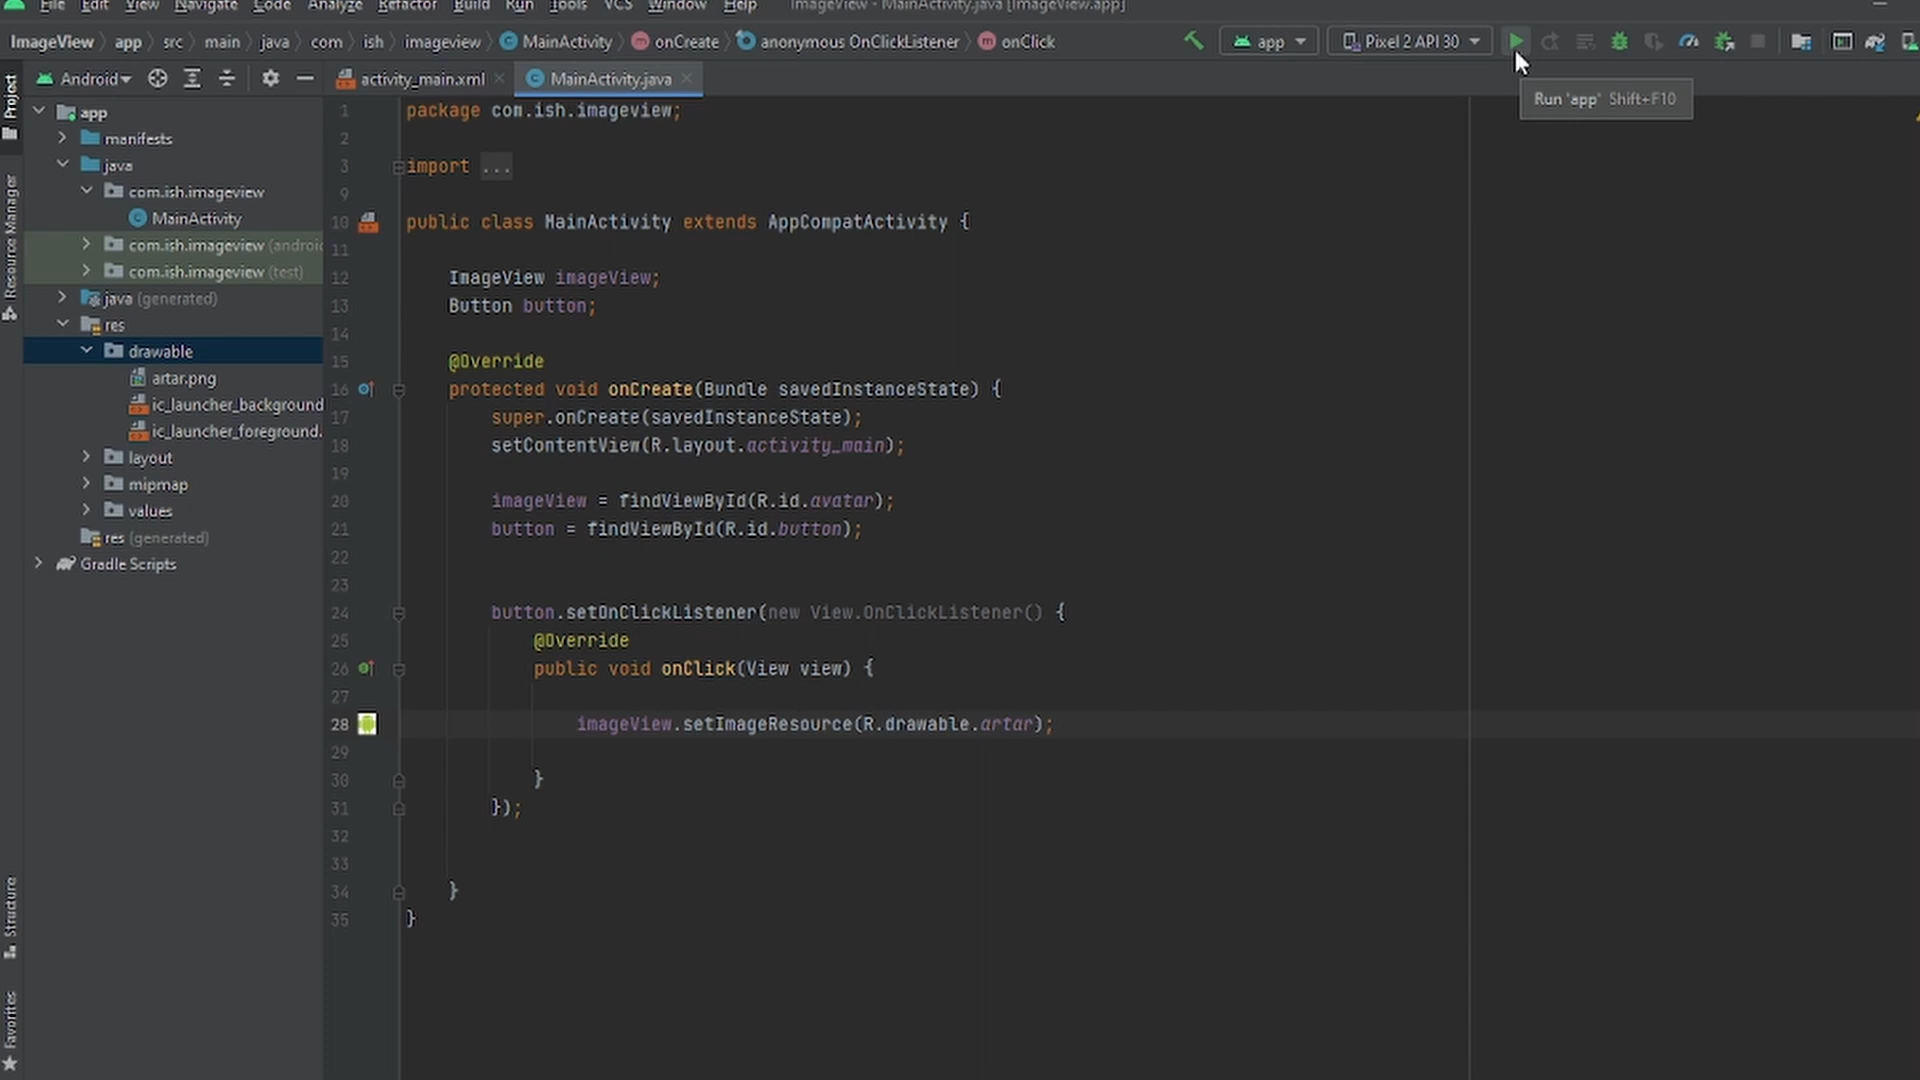 File Edit View Navigate Code Analyze Refactor Build Run Tools VCS Window Help ImageView - MainActivity.java [ImageView.app]
ImageView app src main java com ish imageview MainActivity onCreate anonymous OnClickListener onClick app Pixel 2 API 30
Android activity_main.xml MainActivity.java
Run 'app' Shift+F10
Project
Resource Manager
Structure
Favorites
app
manifests
java
com.ish.imageview
MainActivity
com.ish.imageview
com.ish.imageview (test)
java (generated)
res
drawable
artar.png
ic_launcher_background
ic_launcher_foreground.
layout
mipmap
values
res (generated)
Gradle Scripts
1 package com.ish.imageview;
2
3 import ...
9
10 public class MainActivity extends AppCompatActivity {
11
12 ImageView imageView;
13 Button button;
14
15 @Override
16 protected void onCreate(Bundle savedInstanceState) {
17 super.onCreate(savedInstanceState);
18 setContentView(R.layout.activity_main);
19
20 imageView = findViewById(R.id.avatar);
21 button = findViewById(R.id.button);
22
23
24 button.setOnClickListener(new View.OnClickListener() {
25 @Override
26 public void onClick(View view) {
27
28 imageView.setImageResource(R.drawable.artar);
29
30 }
31 });
32
33
34 }
35 }